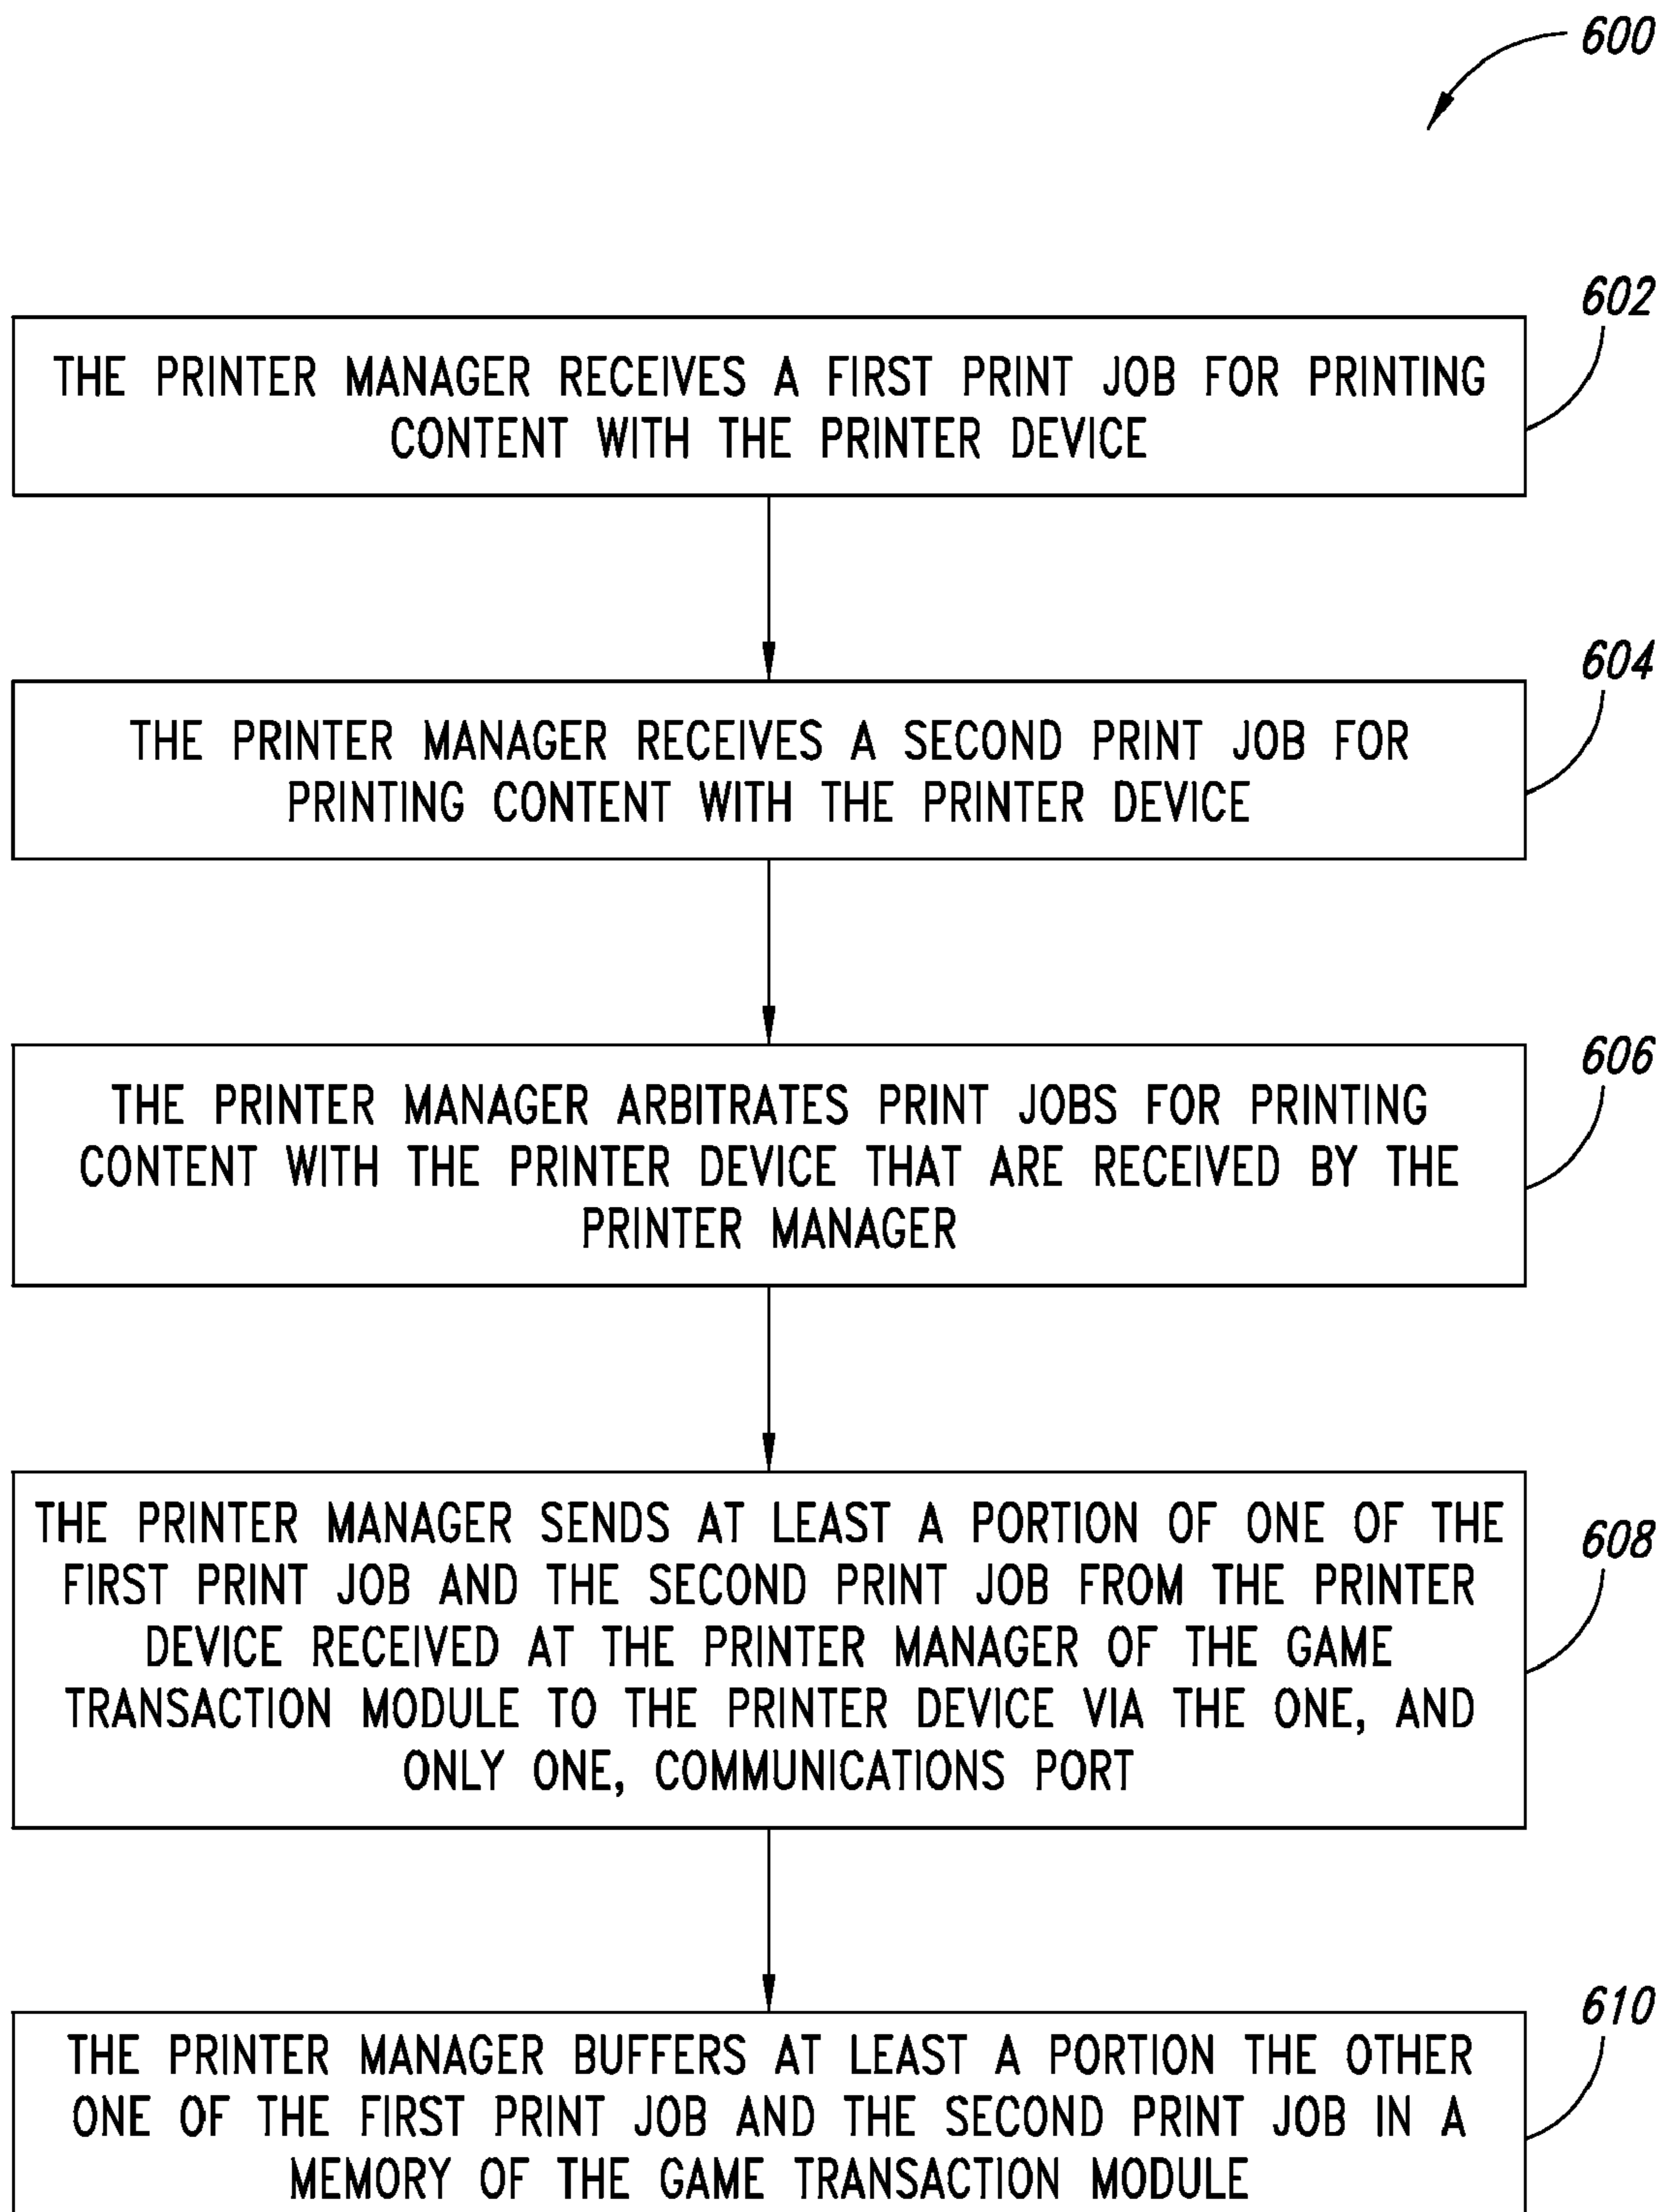 600
602
THE PRINTER MANAGER RECEIVES A FIRST PRINT JOB FOR PRINTING
CONTENT WITH THE PRINTER DEVICE
604
THE PRINTER MANAGER RECEIVES A SECOND PRINT JOB FOR
PRINTING CONTENT WITH THE PRINTER DEVICE
606
THE PRINTER MANAGER ARBITRATES PRINT JOBS FOR PRINTING
CONTENT WITH THE PRINTER DEVICE THAT ARE RECEIVED BY THE
PRINTER MANAGER
608
THE PRINTER MANAGER SENDS AT LEAST A PORTION OF ONE OF THE
FIRST PRINT JOB AND THE SECOND PRINT JOB FROM THE PRINTER
DEVICE RECEIVED AT THE PRINTER MANAGER OF THE GAME
TRANSACTION MODULE TO THE PRINTER DEVICE VIA THE ONE, AND
ONLY ONE, COMMUNICATIONS PORT
610
THE PRINTER MANAGER BUFFERS AT LEAST A PORTION THE OTHER
ONE OF THE FIRST PRINT JOB AND THE SECOND PRINT JOB IN A
MEMORY OF THE GAME TRANSACTION MODULE